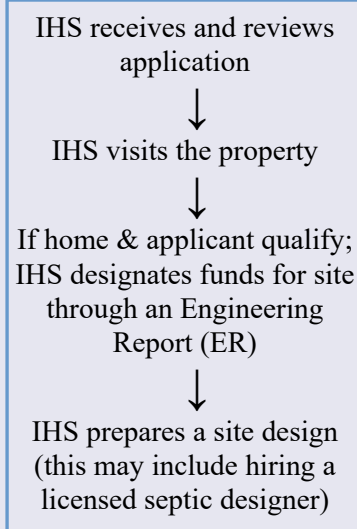 IHS receives and reviews
application
↓
IHS visits the property
↓
If home & applicant qualify;
IHS designates funds for site
through an Engineering
Report (ER)
↓
IHS prepares a site design
(this may include hiring a
licensed septic designer)